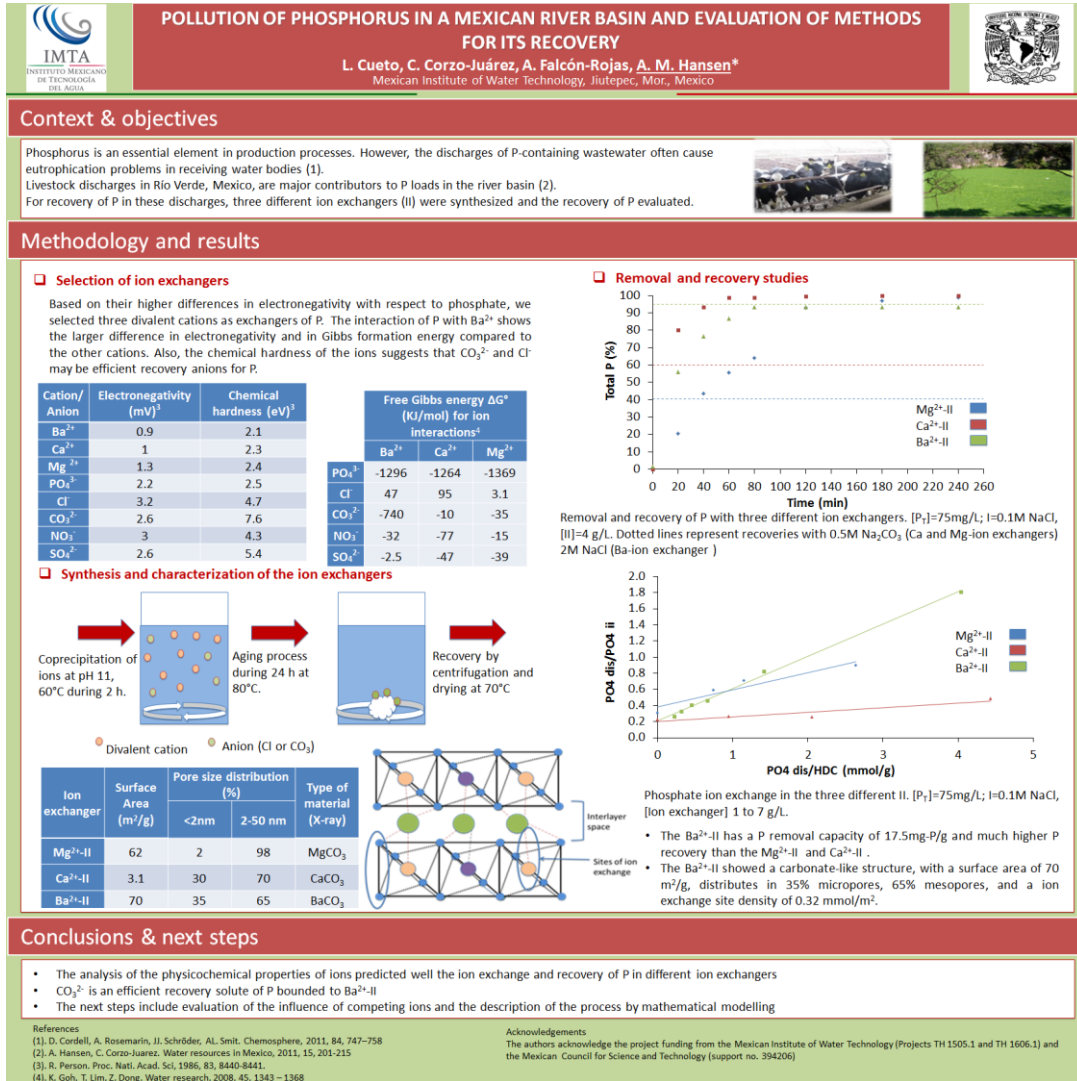 IMTA
INSTITUTO MEXICANO
DE TECNOLOGÍA
DEL AGUA
POLLUTION OF PHOSPHORUS IN A MEXICAN RIVER BASIN AND EVALUATION OF METHODS
FOR ITS RECOVERY
L. Cueto, C. Corzo-Juárez, A. Falcón-Rojas, A. M. Hansen*
Mexican Institute of Water Technology, Jiutepec, Mor., Mexico
Context & objectives
Phosphorus is an essential element in production processes. However, the discharges of P-containing wastewater often cause
eutrophication problems in receiving water bodies (1).
Livestock discharges in Río Verde, Mexico, are major contributors to P loads in the river basin (2).
For recovery of P in these discharges, three different ion exchangers (II) were synthesized and the recovery of P evaluated.
Methodology and results
❑ Selection of ion exchangers
Based on their higher differences in electronegativity with respect to phosphate, we
selected three divalent cations as exchangers of P. The interaction of P with Ba²⁺ shows
the larger difference in electronegativity and in Gibbs formation energy compared to
the other cations. Also, the chemical hardness of the ions suggests that CO₃²⁻ and Cl⁻
may be efficient recovery anions for P.
Cation/ Anion Electronegativity (mV)³ Chemical hardness (eV)³
Ba²⁺ 0.9 2.1
Ca²⁺ 1 2.3
Mg ²⁺ 1.3 2.4
PO₄³⁻ 2.2 2.5
Cl⁻ 3.2 4.7
CO₃²⁻ 2.6 7.6
NO₃⁻ 3 4.3
SO₄²⁻ 2.6 5.4
Free Gibbs energy ΔG°
(KJ/mol) for ion
interactions⁴
Ba²⁺ Ca²⁺ Mg²⁺
PO₄³⁻ -1296 -1264 -1369
Cl⁻ 47 95 3.1
CO₃²⁻ -740 -10 -35
NO₃⁻ -32 -77 -15
SO₄²⁻ -2.5 -47 -39
❑ Synthesis and characterization of the ion exchangers
Coprecipitation of
ions at pH 11,
60°C during 2 h.
Aging process
during 24 h at
80°C.
Recovery by
centrifugation and
drying at 70°C
Divalent cation
Anion (Cl or CO₃)
Ion exchanger Surface Area (m²/g) Pore size distribution (%) Type of material (X-ray)
<2nm 2-50 nm
Mg²⁺-II 62 2 98 MgCO₃
Ca²⁺-II 3.1 30 70 CaCO₃
Ba²⁺-II 70 35 65 BaCO₃
Interlayer
space
Sites of ion
exchange
❑ Removal and recovery studies
Total P (%)
100
90
80
70
60
50
40
30
20
10
0
0 20 40 60 80 100 120 140 160 180 200 220 240 260
Time (min)
Mg²⁺-II
Ca²⁺-II
Ba²⁺-II
Removal and recovery of P with three different ion exchangers. [Pₜ]=75mg/L; I=0.1M NaCl,
[II]=4 g/L. Dotted lines represent recoveries with 0.5M Na₂CO₃ (Ca and Mg-ion exchangers)
2M NaCl (Ba-ion exchanger )
PO4 dis/PO4 ii
2.0
1.8
1.6
1.4
1.2
1.0
0.8
0.6
0.4
0.2
0.0
0 1 2 3 4 5
PO4 dis/HDC (mmol/g)
Mg²⁺-II
Ca²⁺-II
Ba²⁺-II
Phosphate ion exchange in the three different II. [Pₜ]=75mg/L; I=0.1M NaCl,
[Ion exchanger] 1 to 7 g/L.
• The Ba²⁺-II has a P removal capacity of 17.5mg-P/g and much higher P
recovery than the Mg²⁺-II and Ca²⁺-II .
• The Ba²⁺-II showed a carbonate-like structure, with a surface area of 70
m²/g, distributes in 35% micropores, 65% mesopores, and a ion
exchange site density of 0.32 mmol/m².
Conclusions & next steps
• The analysis of the physicochemical properties of ions predicted well the ion exchange and recovery of P in different ion exchangers
• CO₃²⁻ is an efficient recovery solute of P bounded to Ba²⁺-II
• The next steps include evaluation of the influence of competing ions and the description of the process by mathematical modelling
References
(1). D. Cordell, A. Rosemarin, JJ. Schröder, AL. Smit. Chemosphere, 2011, 84, 747–758
(2). A. Hansen, C. Corzo-Juarez. Water resources in Mexico, 2011, 15, 201-215
(3). R. Person. Proc. Nati. Acad. Sci, 1986, 83, 8440-8441.
(4). K. Goh, T. Lim, Z. Dong. Water research, 2008, 45, 1343 – 1368
Acknowledgements
The authors acknowledge the project funding from the Mexican Institute of Water Technology (Projects TH 1505.1 and TH 1606.1) and
the Mexican Council for Science and Technology (support no. 394206)